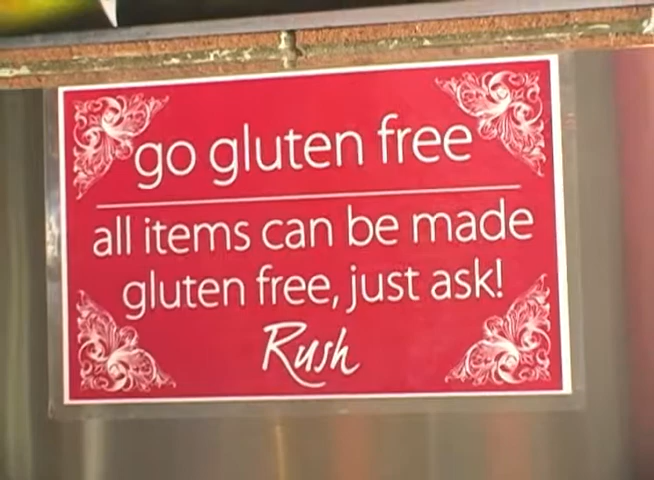 go gluten free
all items can be made
gluten free, just ask!
Rush